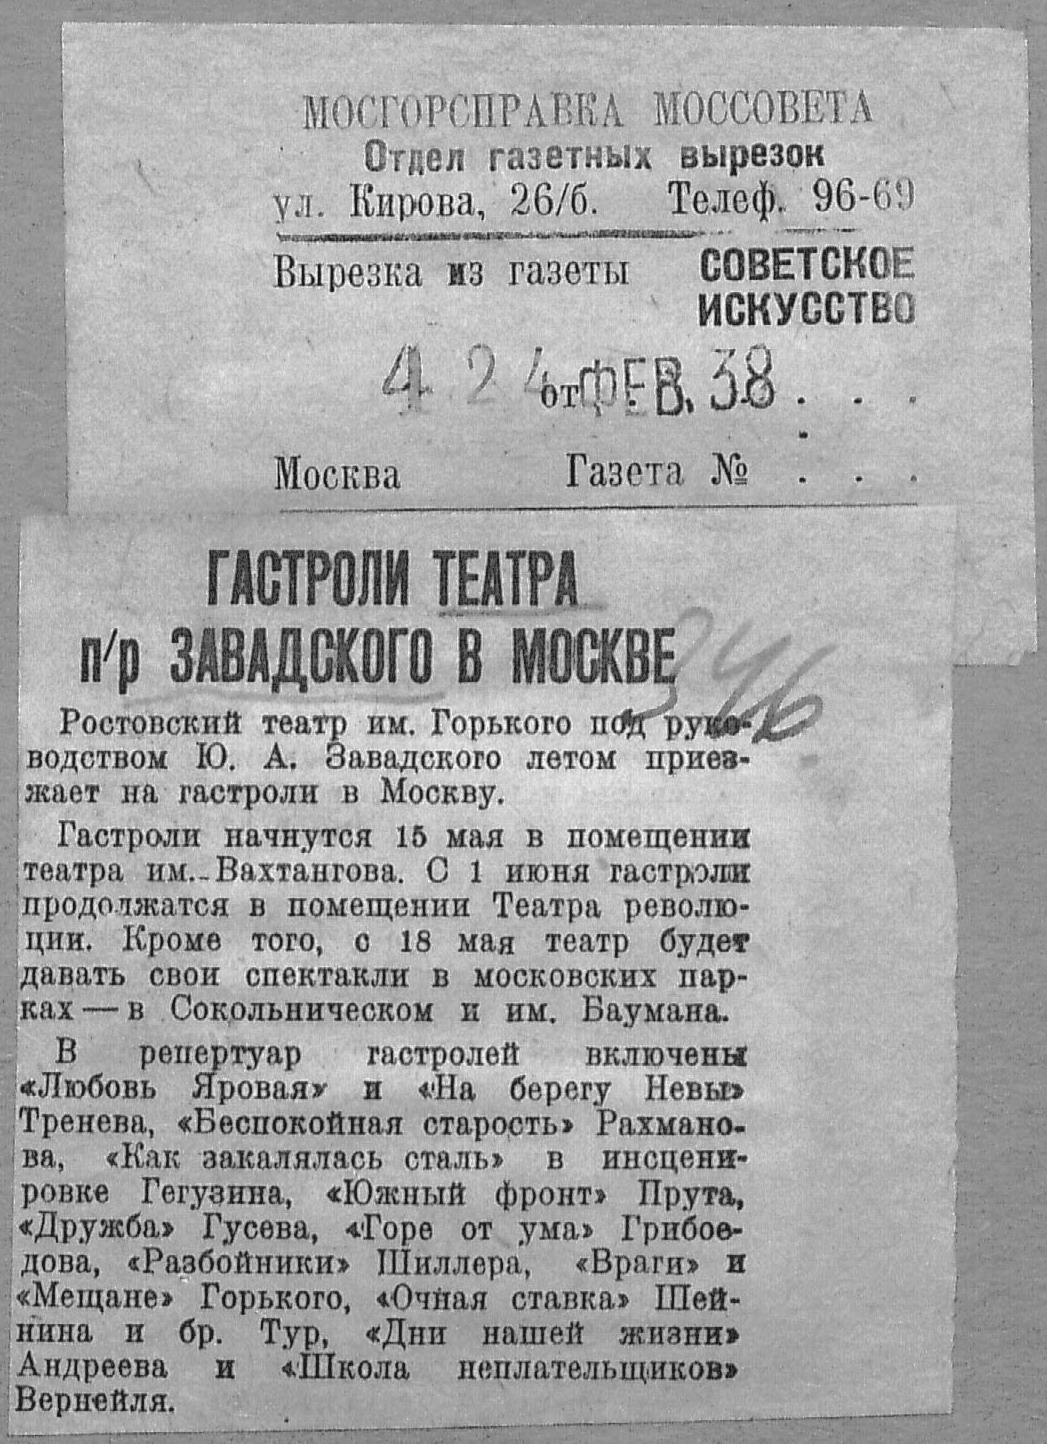 МОСГОРСПРАВКА МОССОВЕТА
Отдел газетных вырезок
ул. Кирова, 26/б. Телеф. 96-69
Вырезка из газеты СОВЕТСКОЕ
ИСКУССТВО
4 2 4 от ФЕВ. 38 . . .
Москва Газета № . . .
ГАСТРОЛИ ТЕАТРА
п/р ЗАВАДСКОГО В МОСКВЕ
346
Ростовский театр им. Горького под руко-
водством Ю. А. Завадского летом приез-
жает на гастроли в Москву.
Гастроли начнутся 15 мая в помещении
театра им. Вахтангова. С 1 июня гастроли
продолжатся в помещении Театра револю-
ции. Кроме того, с 18 мая театр будет
давать свои спектакли в московских пар-
ках — в Сокольническом и им. Баумана.
В репертуар гастролей включены
«Любовь Яровая» и «На берегу Невы»
Тренева, «Беспокойная старость» Рахмано-
ва, «Как закалялась сталь» в инсцени-
ровке Гегузина, «Южный фронт» Прута,
«Дружба» Гусева, «Горе от ума» Грибое-
дова, «Разбойники» Шиллера, «Враги» и
«Мещане» Горького, «Очная ставка» Шей-
нина и бр. Тур, «Дни нашей жизни»
Андреева и «Школа неплательщиков»
Вернейля.